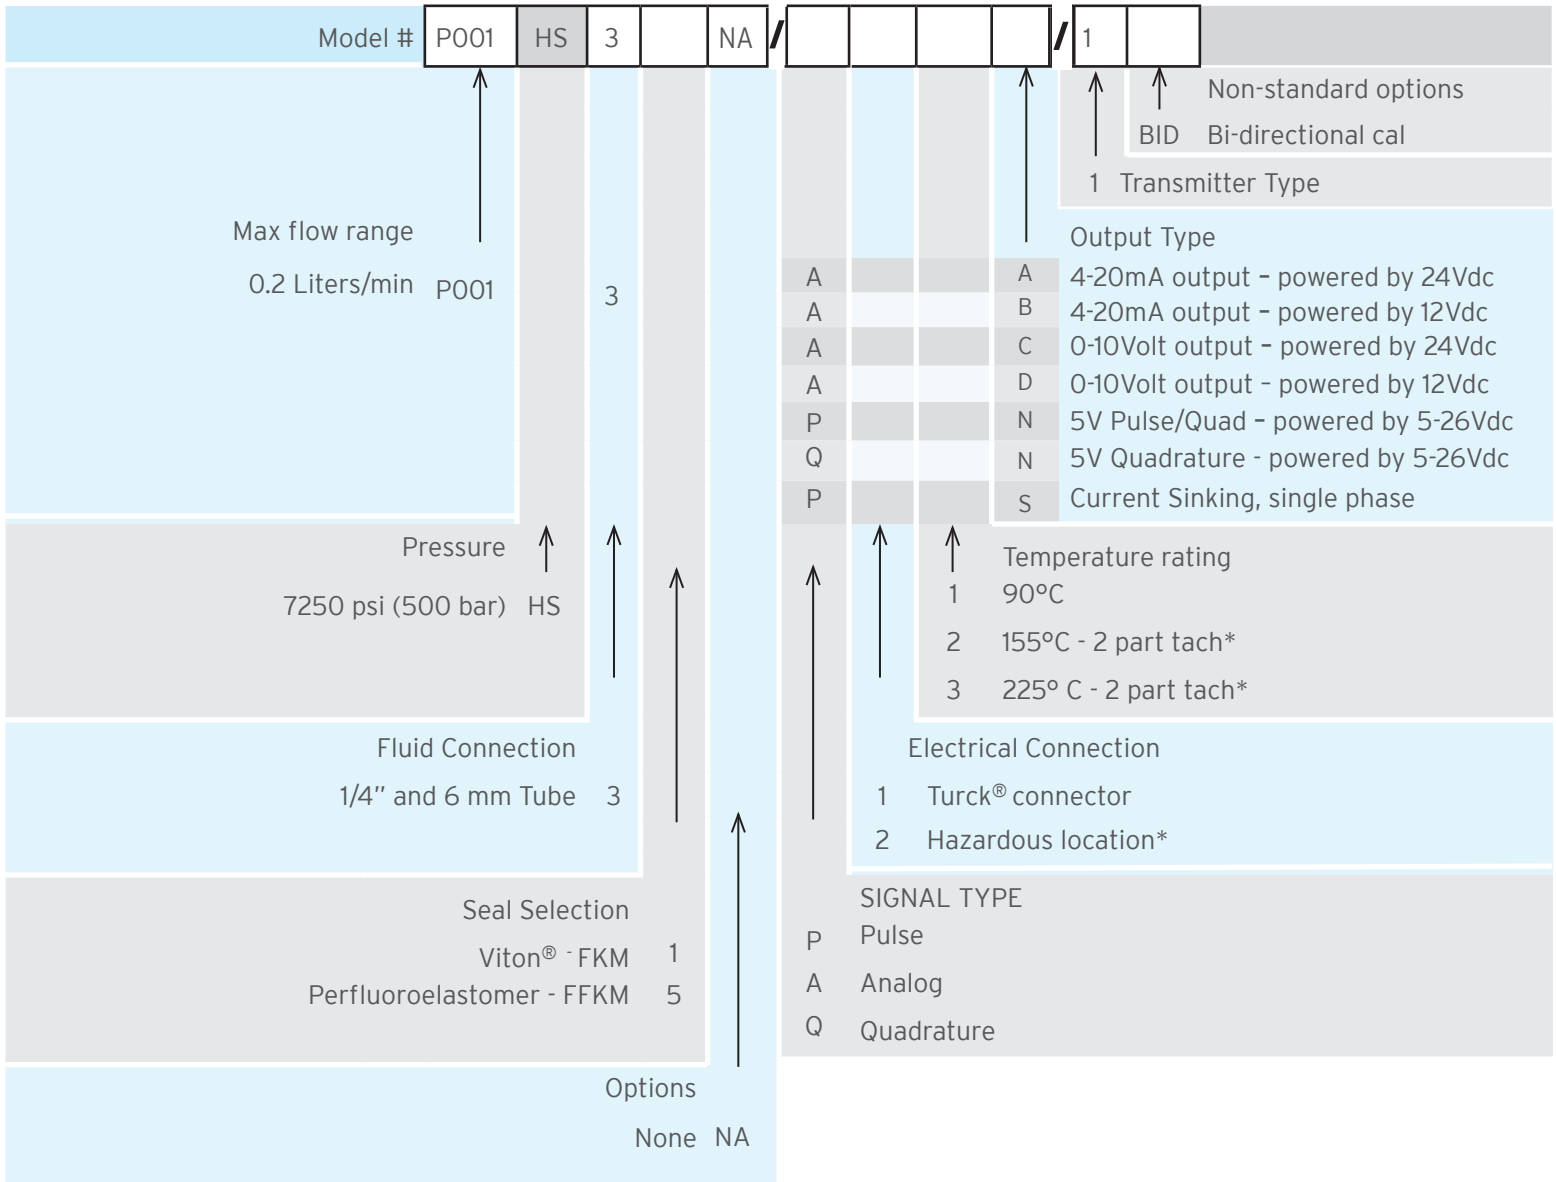 Model # P001 HS 3 NA / / 1
Non-standard options
BID Bi-directional cal
1 Transmitter Type
Max flow range
0.2 Liters/min P001 3
Output Type
A A 4-20mA output – powered by 24Vdc
A B 4-20mA output – powered by 12Vdc
A C 0-10Volt output – powered by 24Vdc
A D 0-10Volt output – powered by 12Vdc
P N 5V Pulse/Quad – powered by 5-26Vdc
Q N 5V Quadrature - powered by 5-26Vdc
P S Current Sinking, single phase
Pressure
7250 psi (500 bar) HS
Temperature rating
1 90°C
2 155°C - 2 part tach*
3 225° C - 2 part tach*
Fluid Connection
1/4” and 6 mm Tube 3
Electrical Connection
1 Turck® connector
2 Hazardous location*
Seal Selection
Viton® - FKM 1
Perfluoroelastomer - FFKM 5
SIGNAL TYPE
P Pulse
A Analog
Q Quadrature
Options
None NA